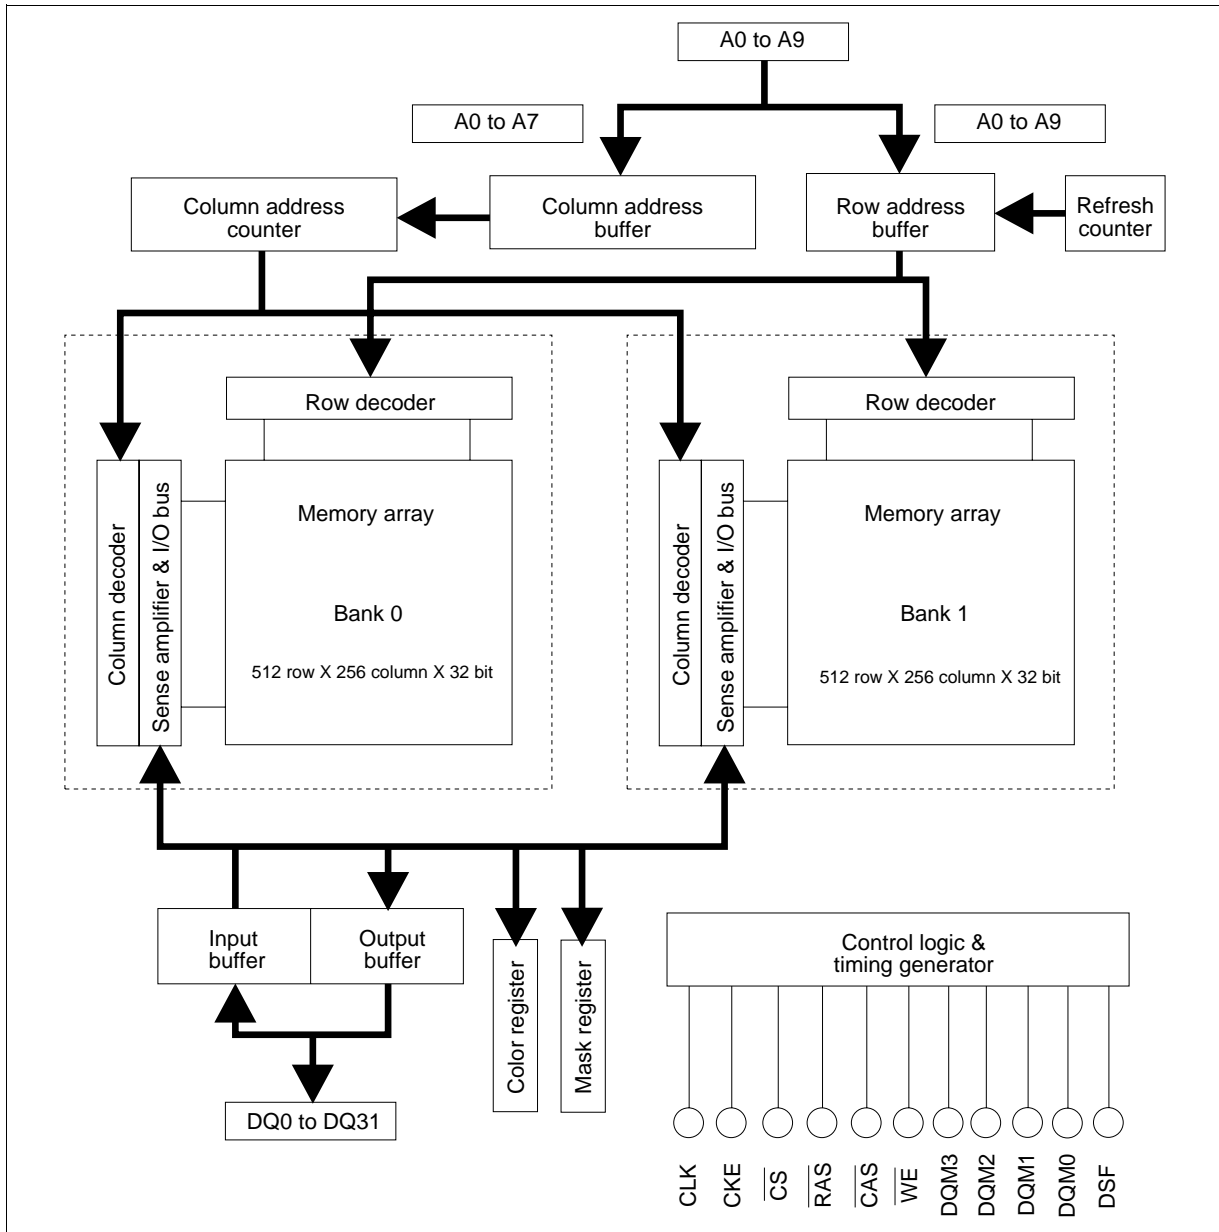 A0 to A9
A0 to A7
A0 to A9
Column address
counter
Column address
buffer
Row address
buffer
Refresh
counter
Row decoder
Row decoder
Column decoder
Sense amplifier & I/O bus
Memory array
Bank 0
512 row X 256 column X 32 bit
Column decoder
Sense amplifier & I/O bus
Memory array
Bank 1
512 row X 256 column X 32 bit
Input
buffer
Output
buffer
Color register
Mask register
Control logic &
timing generator
DQ0 to DQ31
CLK
CKE
C̅S̅
R̅A̅S̅
C̅A̅S̅
W̅E̅
DQM3
DQM2
DQM1
DQM0
DSF